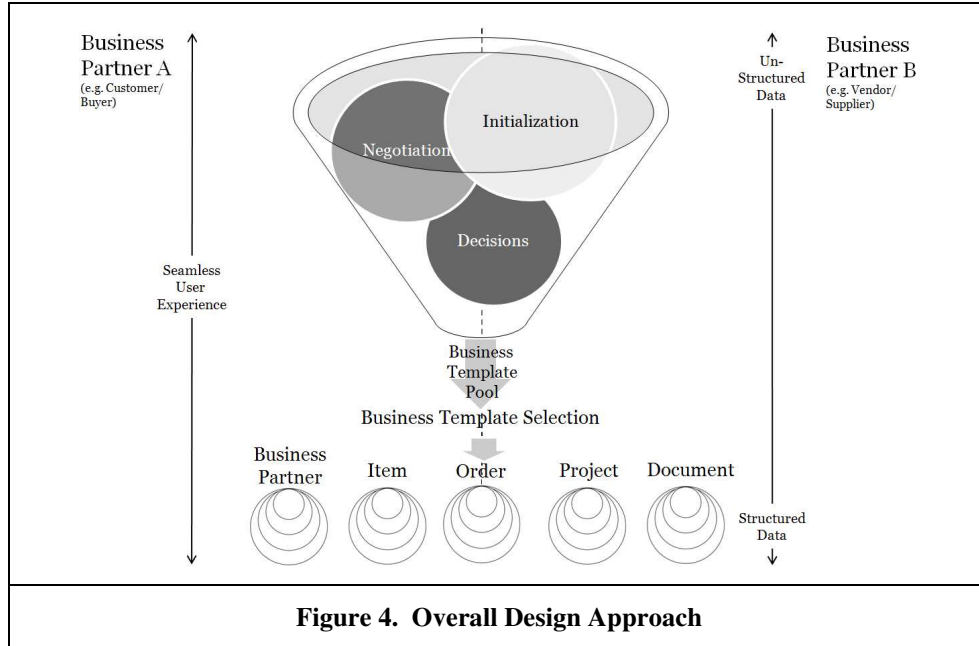 Business
Partner A
(e.g. Customer/
Buyer)
Un-
Structured
Data
Business
Partner B
(e.g. Vendor/
Supplier)
Initialization
Negotiation
Decisions
Seamless
User
Experience
Business
Template
Pool
Business Template Selection
Business
Partner
Item
Order
Project
Document
Structured
Data
Figure 4. Overall Design Approach